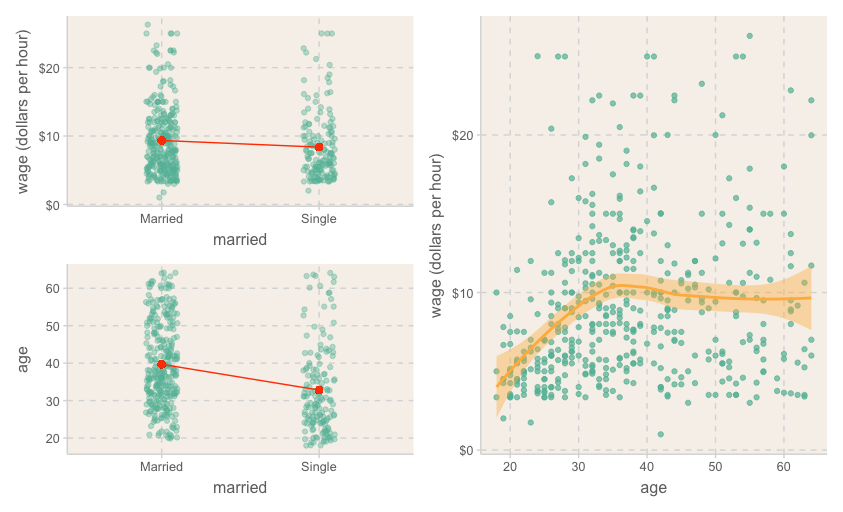 wage (dollars per hour)
$20
$10
$0
Married Single
married
age
60
50
40
30
20
Married Single
married
wage (dollars per hour)
$20
$10
$0
20 30 40 50 60
age